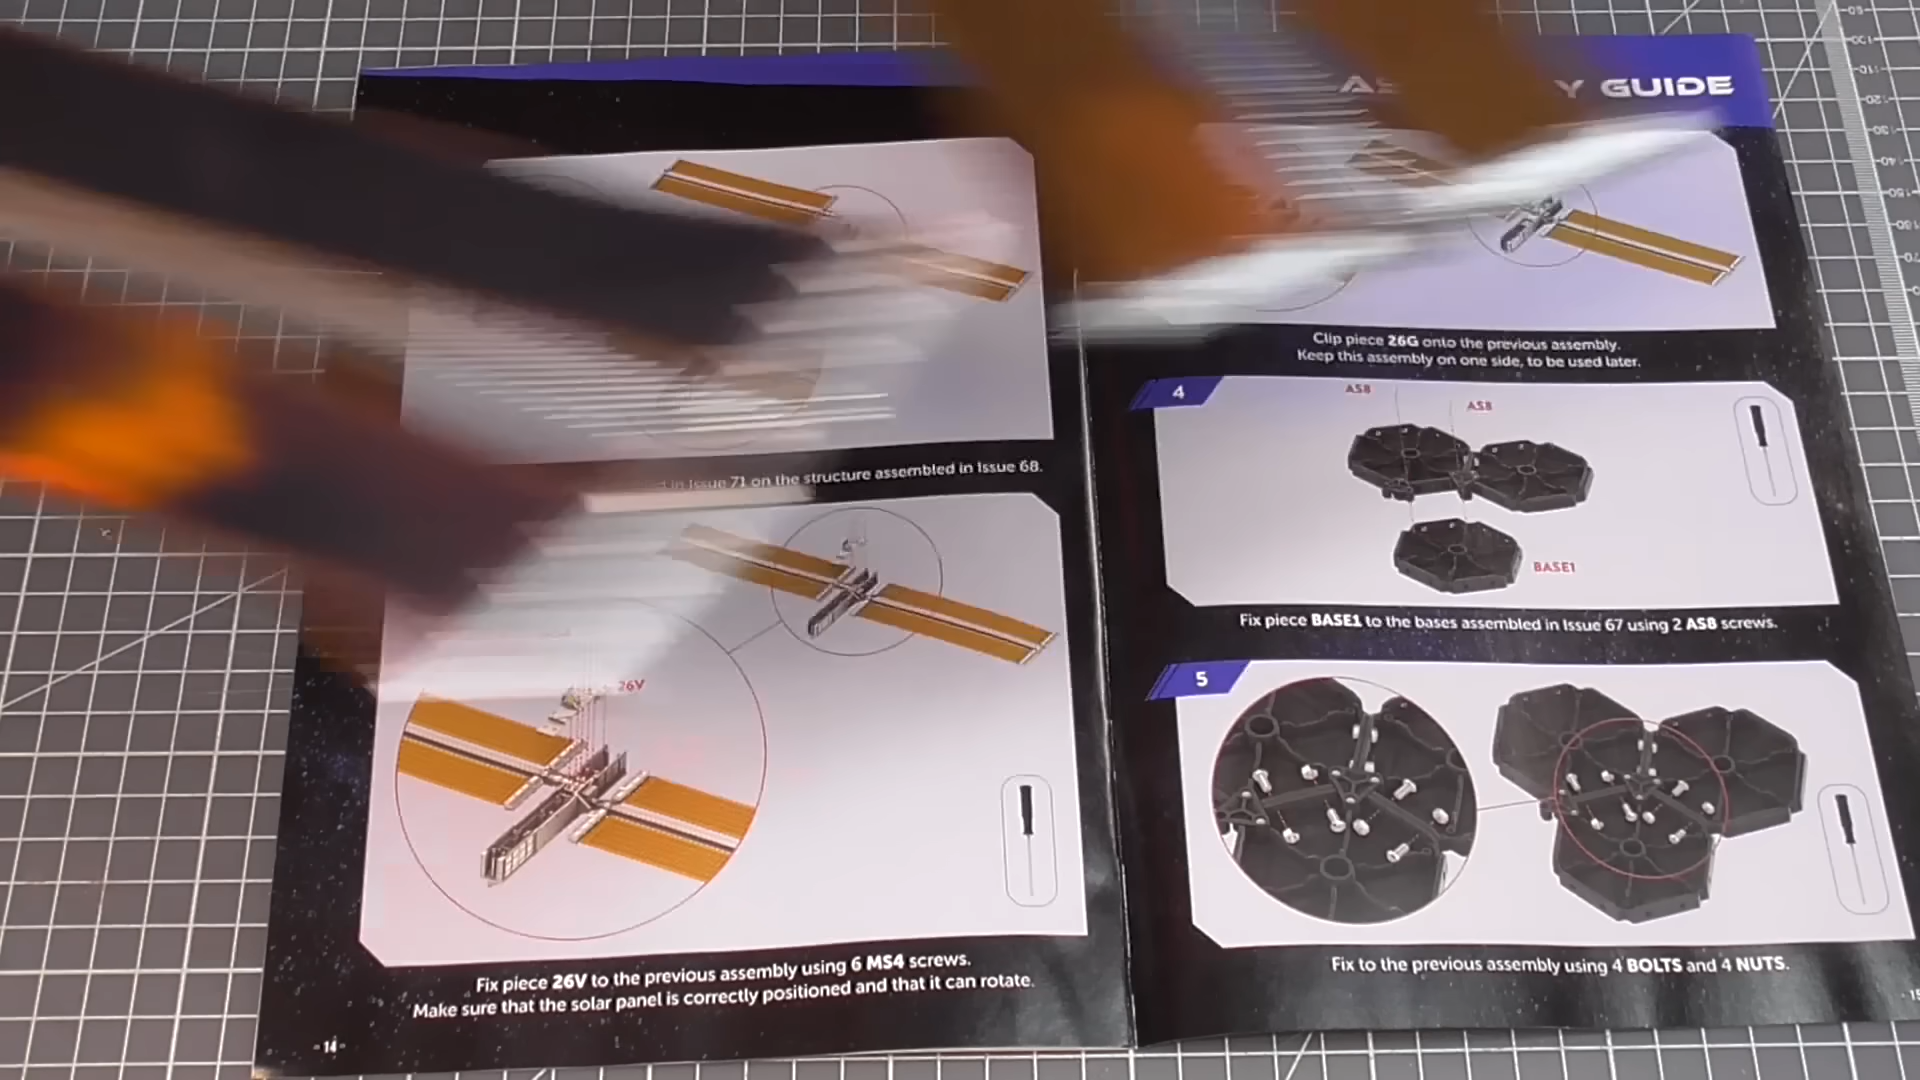 GUIDE
in Issue 71 on the structure assembled in Issue 68.
26V
Fix piece 26V to the previous assembly using 6 MS4 screws.
Make sure that the solar panel is correctly positioned and that it can rotate.
- 14 -
Clip piece 26G onto the previous assembly.
Keep this assembly on one side, to be used later.
4
AS8
AS8
BASE1
Fix piece BASE1 to the bases assembled in Issue 67 using 2 AS8 screws.
5
Fix to the previous assembly using 4 BOLTS and 4 NUTS.